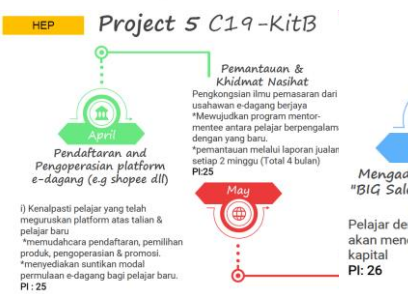 HEP
Project 5 C19-KitB
April
Pendaftaran and
Pengoperasian platform
e-dagang (e.g shopee dll)
i) Kenalpasti pelajar yang telah
meguruskan platform atas talian &
pelajar baru
*memudahcara pendaftaran, pemilihan
produk, pengoperasian & promosi.
*menyediakan suntikan modal
permulaan e-dagang bagi pelajar baru.
PI : 25
Pemantauan &
Khidmat Nasihat
Pengkongsian ilmu pemasaran dari
usahawan e-dagang berjaya
*Mewujudkan program mentor-
mentee antara pelajar berpengalam
dengan yang baru.
*pemantauan melalui laporan jualan
setiap 2 minggu (Total 4 bulan)
PI:25
May
Mengad
"BIG Sale
Pelajar de
akan meng
kapital
PI: 26